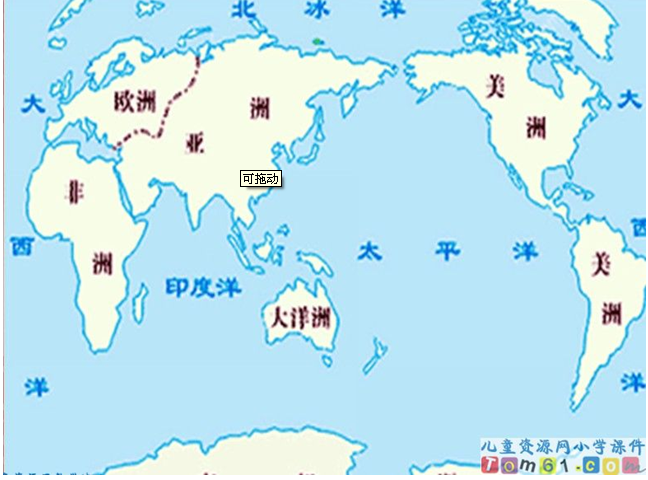 北 冰 洋
欧洲
亚 洲
美 洲
大
大
可拖动
非 洲
西
西
太 平 洋
印度洋
大洋洲
美 洲
洋
洋
儿童资源网小学课件
Tom61.com